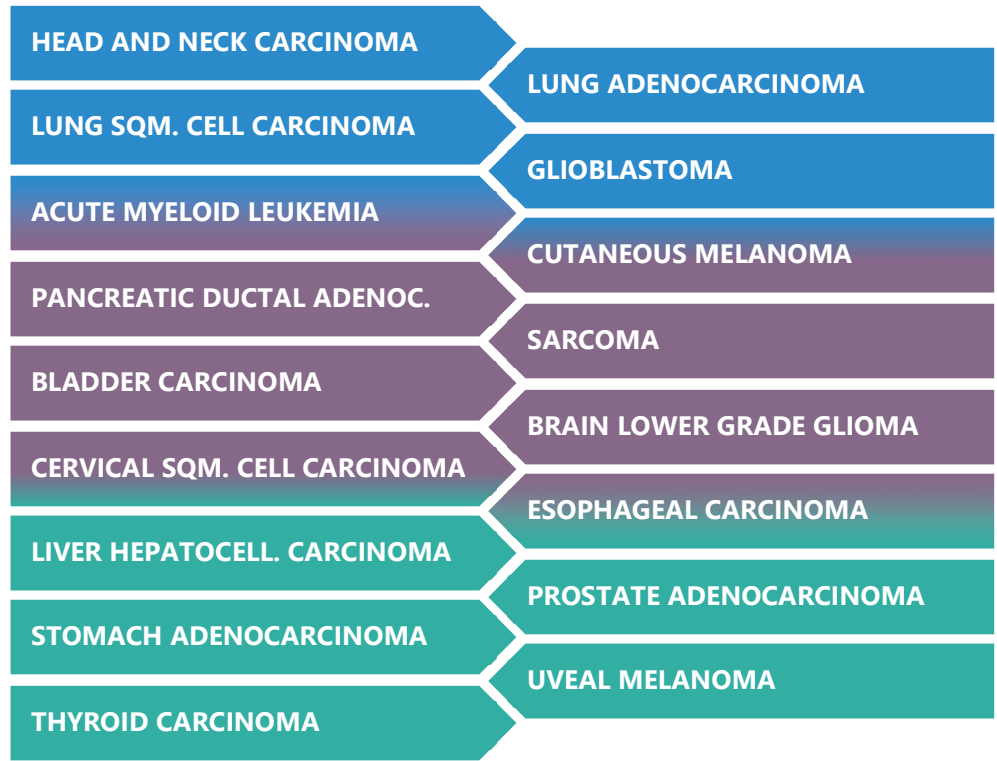 HEAD AND NECK CARCINOMA
LUNG ADENOCARCINOMA
LUNG SQM. CELL CARCINOMA
GLIOBLASTOMA
ACUTE MYELOID LEUKEMIA
CUTANEOUS MELANOMA
PANCREATIC DUCTAL ADENOC.
SARCOMA
BLADDER CARCINOMA
BRAIN LOWER GRADE GLIOMA
CERVICAL SQM. CELL CARCINOMA
ESOPHAGEAL CARCINOMA
LIVER HEPATOCELL. CARCINOMA
PROSTATE ADENOCARCINOMA
STOMACH ADENOCARCINOMA
UVEAL MELANOMA
THYROID CARCINOMA